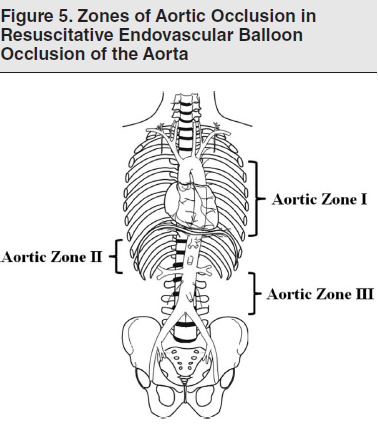 Figure 5. Zones of Aortic Occlusion in
Resuscitative Endovascular Balloon
Occlusion of the Aorta
Aortic Zone I
Aortic Zone II
Aortic Zone III